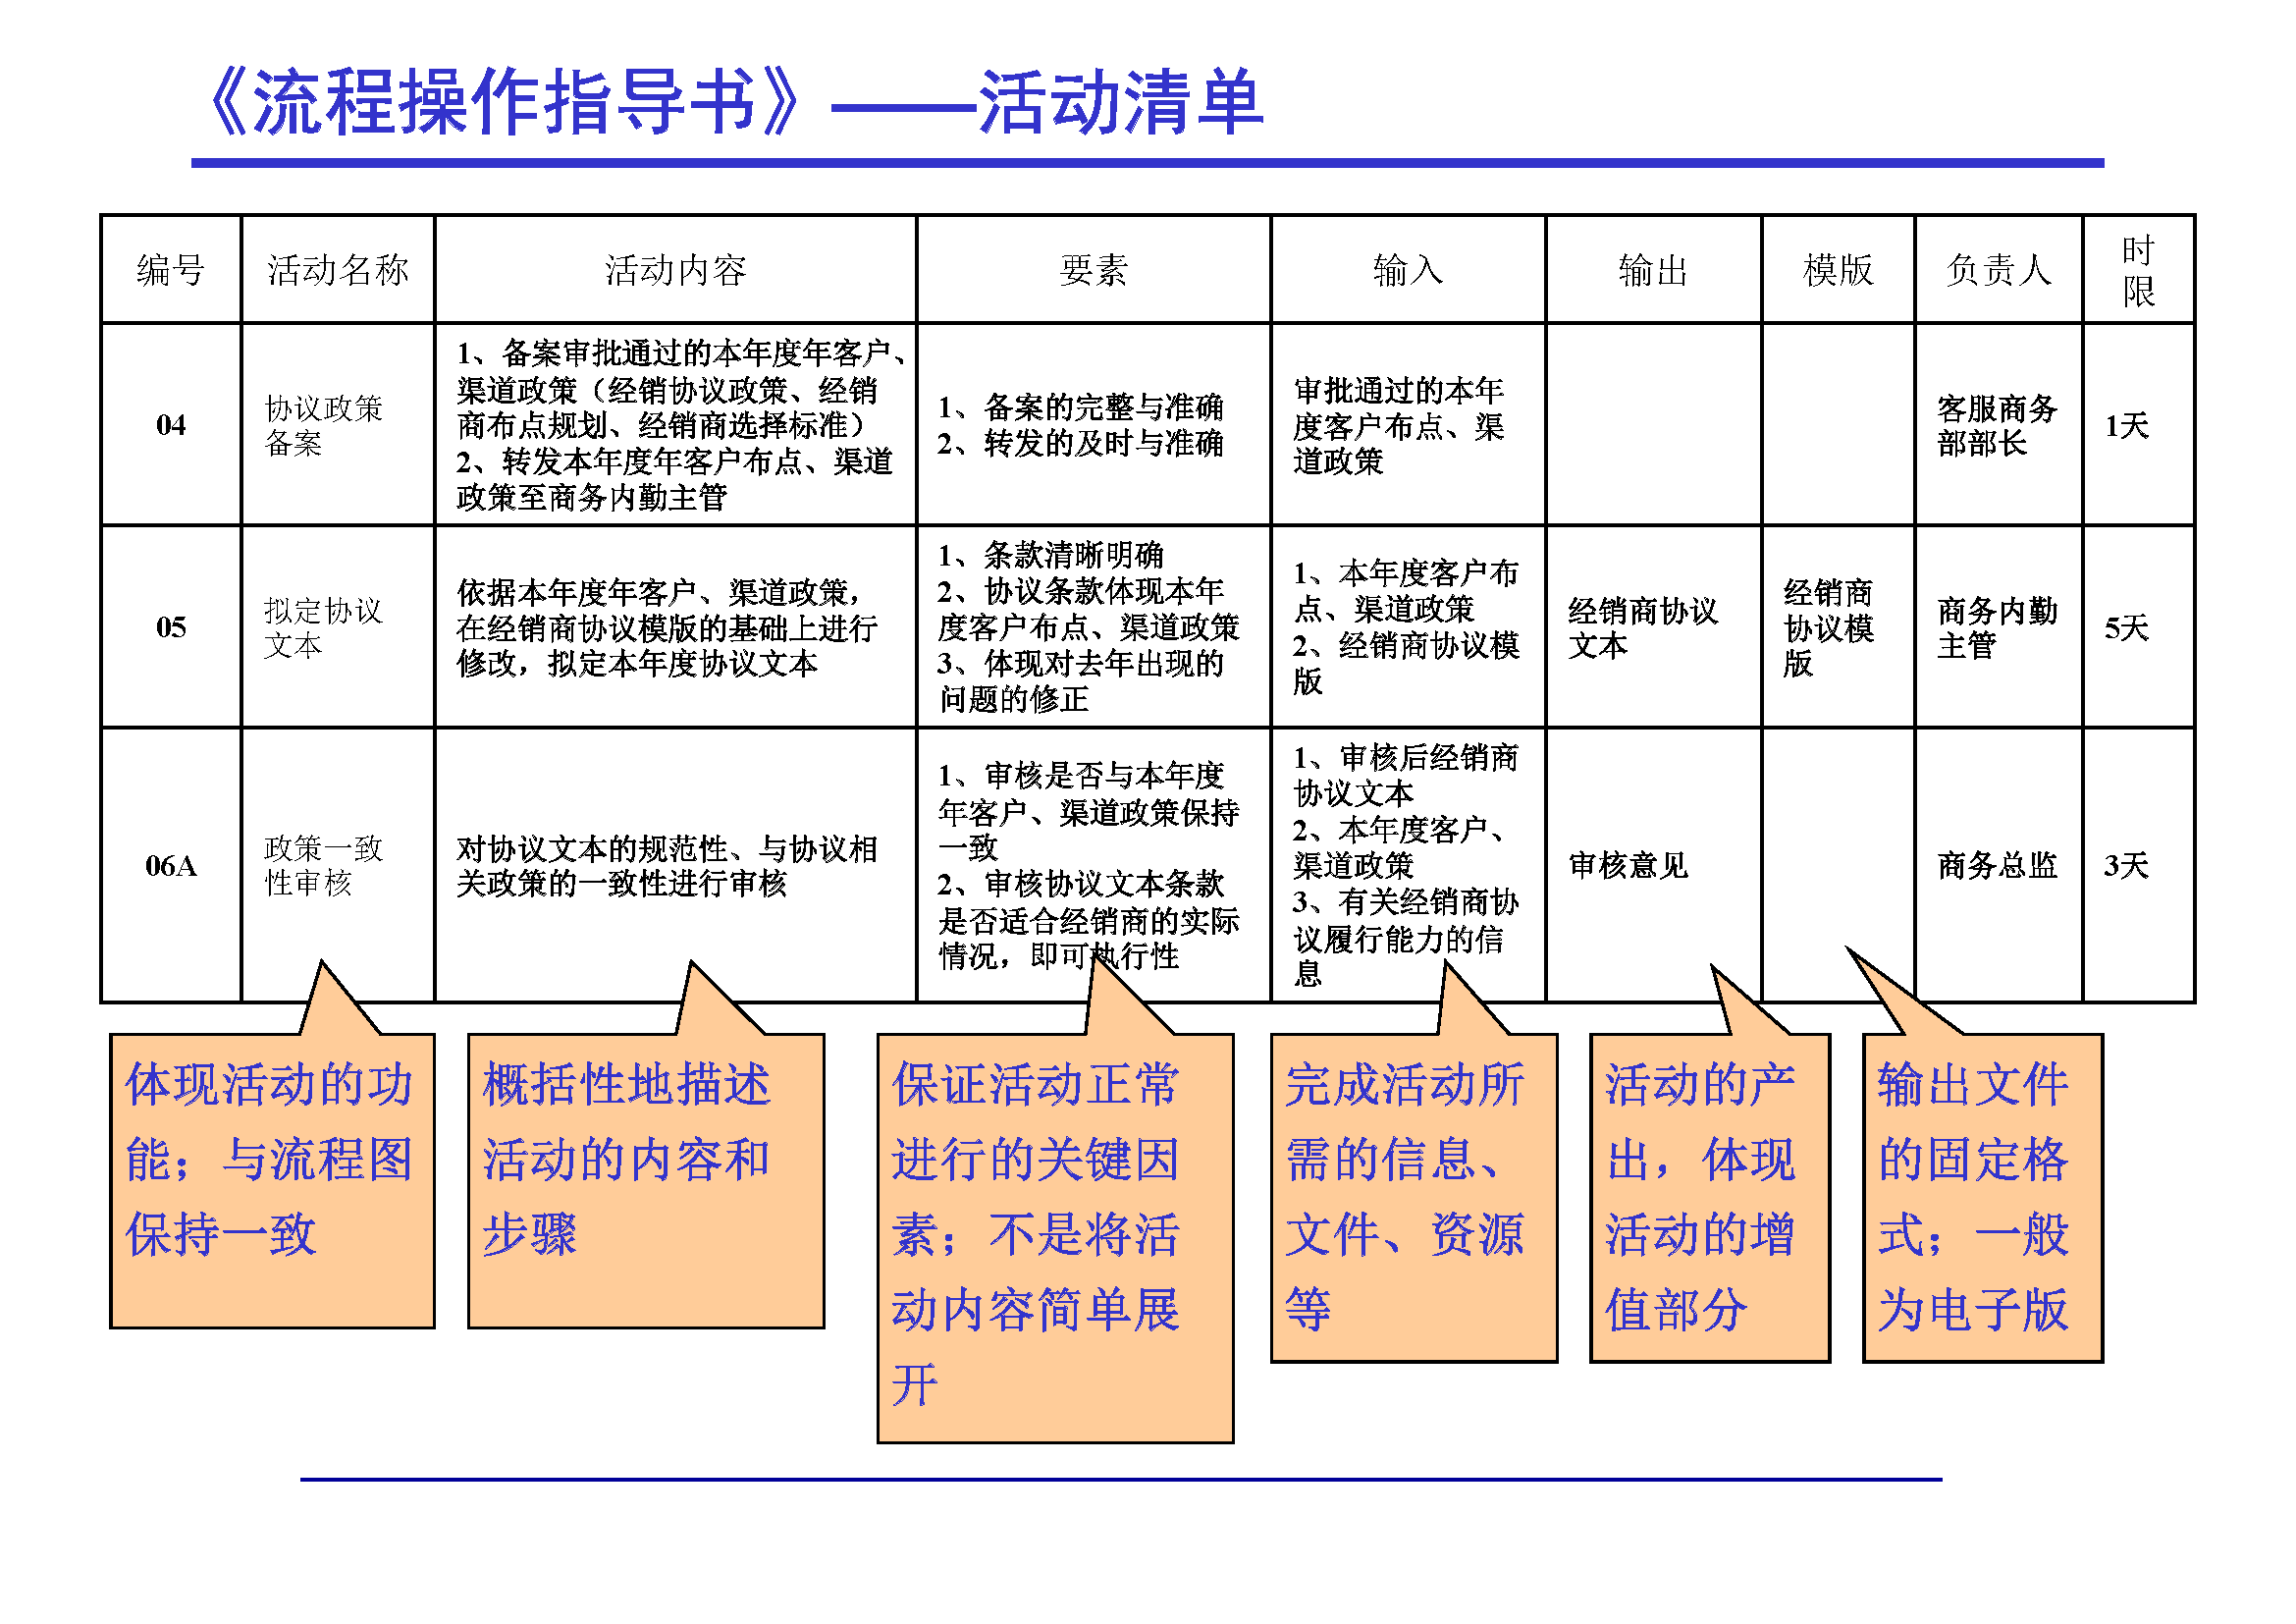 《流程操作指导书》——活动清单
编号
活动名称
活动内容
要素
输入
输出
模版
负责人
时
限
04
协议政策
备案
1、备案审批通过的本年度年客户、
渠道政策（经销协议政策、经销
商布点规划、经销商选择标准）
2、转发本年度年客户布点、渠道
政策至商务内勤主管
1、备案的完整与准确
2、转发的及时与准确
审批通过的本年
度客户布点、渠
道政策
客服商务
部部长
1天
05
拟定协议
文本
依据本年度年客户、渠道政策，
在经销商协议模版的基础上进行
修改，拟定本年度协议文本
1、条款清晰明确
2、协议条款体现本年
度客户布点、渠道政策
3、体现对去年出现的
问题的修正
1、本年度客户布
点、渠道政策
2、经销商协议模
版
经销商协议
文本
经销商
协议模
版
商务内勤
主管
5天
06A
政策一致
性审核
对协议文本的规范性、与协议相
关政策的一致性进行审核
1、审核是否与本年度
年客户、渠道政策保持
一致
2、审核协议文本条款
是否适合经销商的实际
情况，即可执行性
1、审核后经销商
协议文本
2、本年度客户、
渠道政策
3、有关经销商协
议履行能力的信
息
审核意见
商务总监
3天
体现活动的功
能；与流程图
保持一致
概括性地描述
活动的内容和
步骤
保证活动正常
进行的关键因
素；不是将活
动内容简单展
开
完成活动所
需的信息、
文件、资源
等
活动的产
出，体现
活动的增
值部分
输出文件
的固定格
式；一般
为电子版